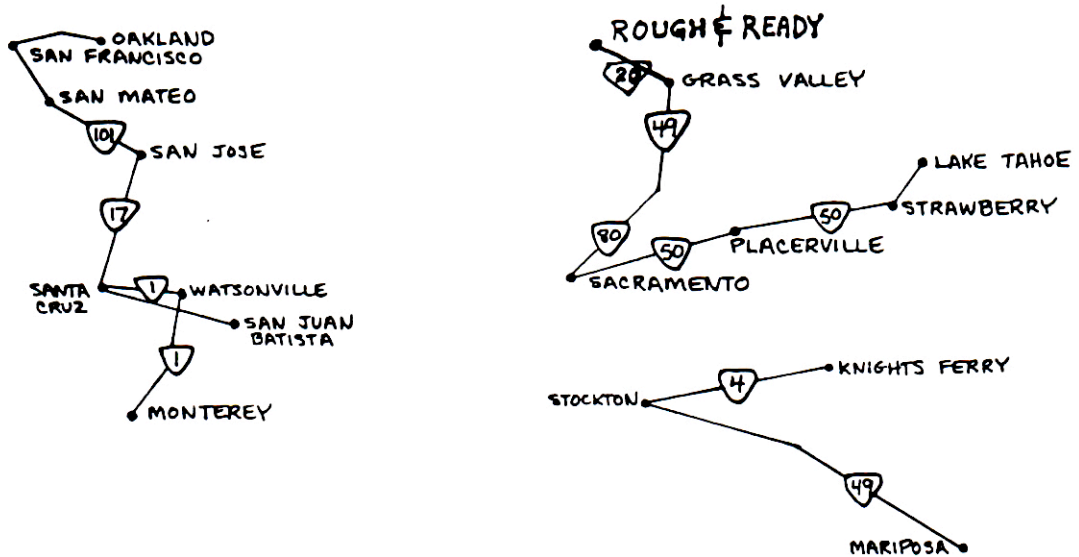 OAKLAND
SAN FRANCISCO
SAN MATEO
101
SAN JOSE
17
SANTA
CRUZ
1
WATSONVILLE
SAN JUAN
BATISTA
1
MONTEREY
ROUGH & READY
20
GRASS VALLEY
49
LAKE TAHOE
STRAWBERRY
50
PLACERVILLE
80
50
SACRAMENTO
KNIGHTS FERRY
4
STOCKTON
49
MARIPOSA